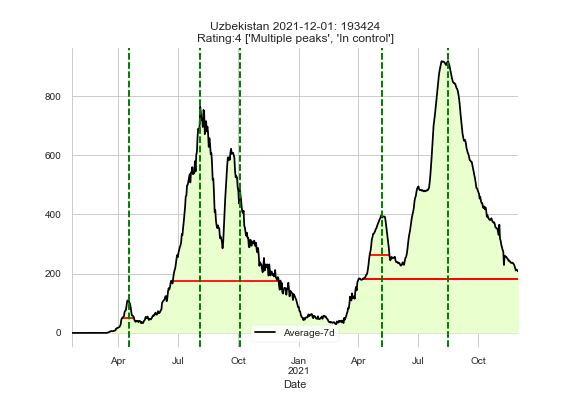 Uzbekistan 2021-12-01: 193424
Rating:4 ['Multiple peaks', 'In control']
800
600
400
200
0
Average-7d
Apr Jul Oct Jan Apr Jul Oct
2021
Date